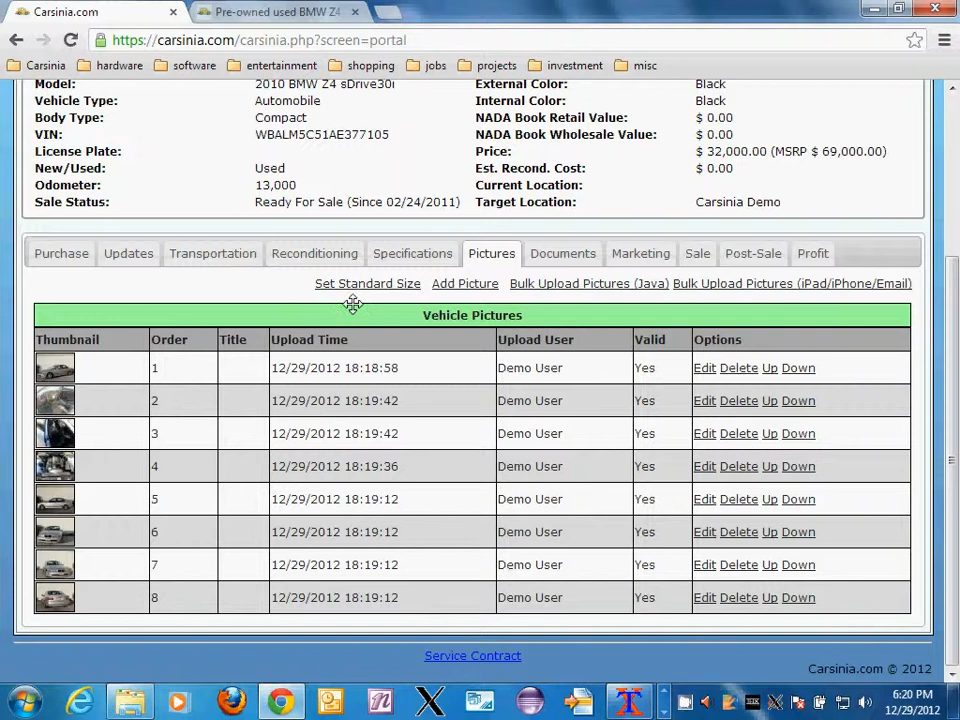 Carsinia.com
Pre-owned used BMW Z4
https://carsinia.com/carsinia.php?screen=portal
Carsinia hardware software entertainment shopping jobs projects investment misc
Model: 2010 BMW Z4 sDrive30i External Color: Black
Vehicle Type: Automobile Internal Color: Black
Body Type: Compact NADA Book Retail Value: $ 0.00
VIN: WBALM5C51AE377105 NADA Book Wholesale Value: $ 0.00
License Plate: Price: $ 32,000.00 (MSRP $ 69,000.00)
New/Used: Used Est. Recond. Cost: $ 0.00
Odometer: 13,000 Current Location:
Sale Status: Ready For Sale (Since 02/24/2011) Target Location: Carsinia Demo
Purchase Updates Transportation Reconditioning Specifications Pictures Documents Marketing Sale Post-Sale Profit
Set Standard Size Add Picture Bulk Upload Pictures (Java) Bulk Upload Pictures (iPad/iPhone/Email)
Vehicle Pictures
Thumbnail Order Title Upload Time Upload User Valid Options
1 12/29/2012 18:18:58 Demo User Yes Edit Delete Up Down
2 12/29/2012 18:19:42 Demo User Yes Edit Delete Up Down
3 12/29/2012 18:19:42 Demo User Yes Edit Delete Up Down
4 12/29/2012 18:19:36 Demo User Yes Edit Delete Up Down
5 12/29/2012 18:19:12 Demo User Yes Edit Delete Up Down
6 12/29/2012 18:19:12 Demo User Yes Edit Delete Up Down
7 12/29/2012 18:19:12 Demo User Yes Edit Delete Up Down
8 12/29/2012 18:19:12 Demo User Yes Edit Delete Up Down
Service Contract
Carsinia.com © 2012
6:20 PM
12/29/2012